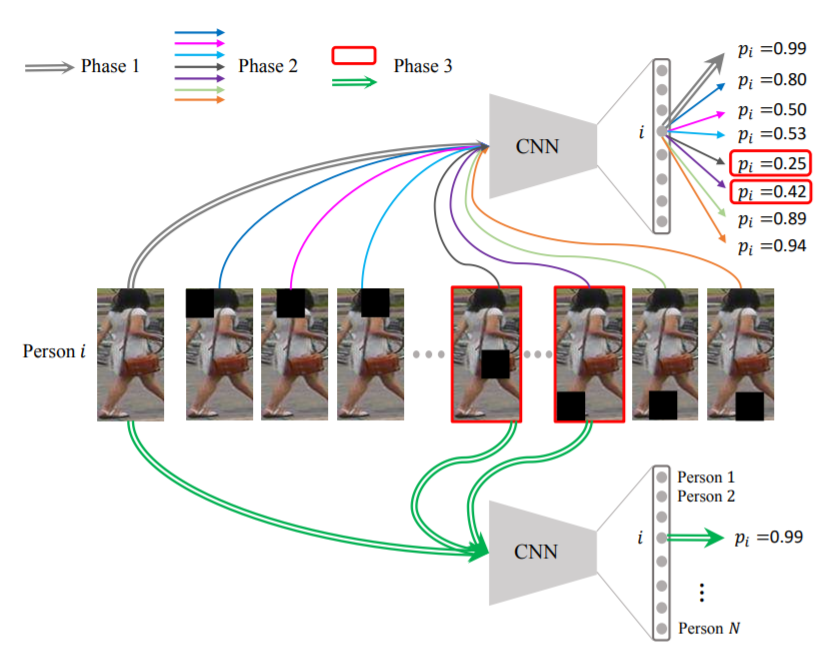 Phase 1
Phase 2
Phase 3
CNN
i
p_i =0.99
p_i =0.80
p_i =0.50
p_i =0.53
p_i =0.25
p_i =0.42
p_i =0.89
p_i =0.94
Person i
CNN
i
Person 1
Person 2
p_i =0.99
Person N